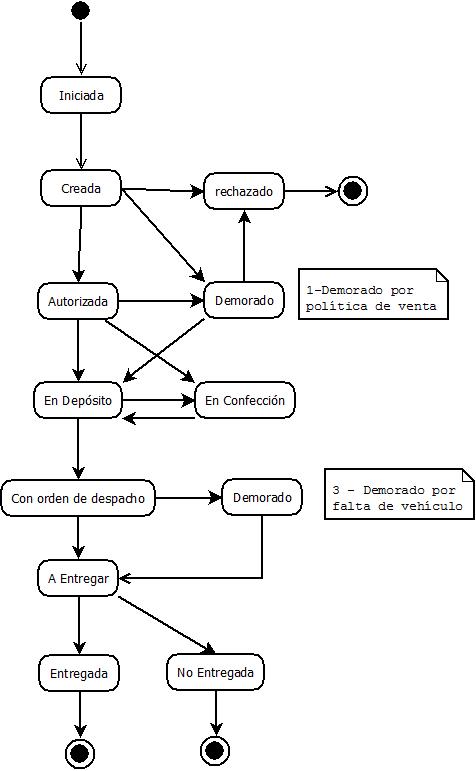 Iniciada
Creada
rechazado
Autorizada
Demorado
1-Demorado por
política de venta
En Depósito
En Confección
Con orden de despacho
Demorado
3 - Demorado por
falta de vehículo
A Entregar
Entregada
No Entregada